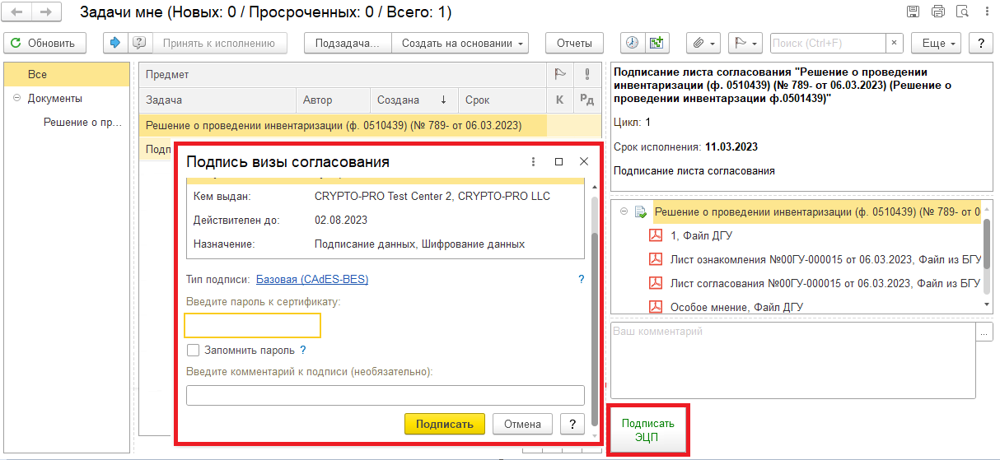 Задачи мне (Новых: 0 / Просроченных: 0 / Всего: 1)
Обновить
Принять к исполнению
Подзадача...
Создать на основании
Отчеты
Поиск (Ctrl+F)
×
Еще
?
Все
Документы
Решение о пр...
Предмет
Задача
Автор
Создана ↓
Срок
К
РД
Решение о проведении инвентаризации (ф. 0510439) (№ 789- от 06.03.2023)
Подп
Подпись визы согласования
Кем выдан: CRYPTO-PRO Test Center 2, CRYPTO-PRO LLC
Действителен до: 02.08.2023
Назначение: Подписание данных, Шифрование данных
Тип подписи: Базовая (CAdES-BES) ?
Введите пароль к сертификату:
Запомнить пароль ?
Введите комментарий к подписи (необязательно):
Подписать
Отмена
?
Подписание листа согласования "Решение о проведении
инвентаризации (ф. 0510439) (№ 789- от 06.03.2023) (Решение о
проведении инвентарзации ф.0501439)"
Цикл: 1
Срок исполнения: 11.03.2023
Подписание листа согласования
Решение о проведении инвентаризации (ф. 0510439) (№ 789- от 0
1, Файл ДГУ
Лист ознакомления №00ГУ-000015 от 06.03.2023, Файл из БГУ
Лист согласования №00ГУ-000015 от 06.03.2023, Файл из БГУ
Особое мнение, Файл ДГУ
Ваш комментарий
...
Подписать
ЭЦП